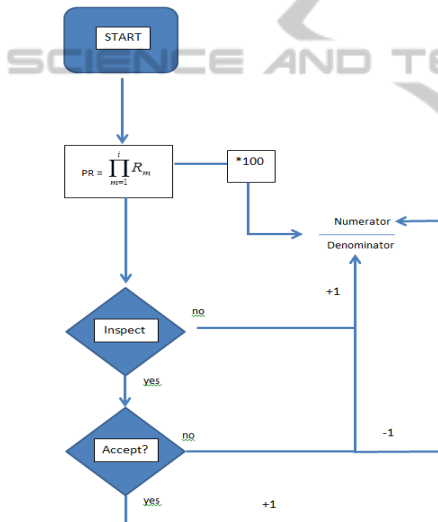 START
SCIENCE AND TE
PR = ∏_{m=1}^{i} R_m
*100
Numerator
Denominator
+1
no
Inspect
yes
no
Accept?
-1
yes
+1